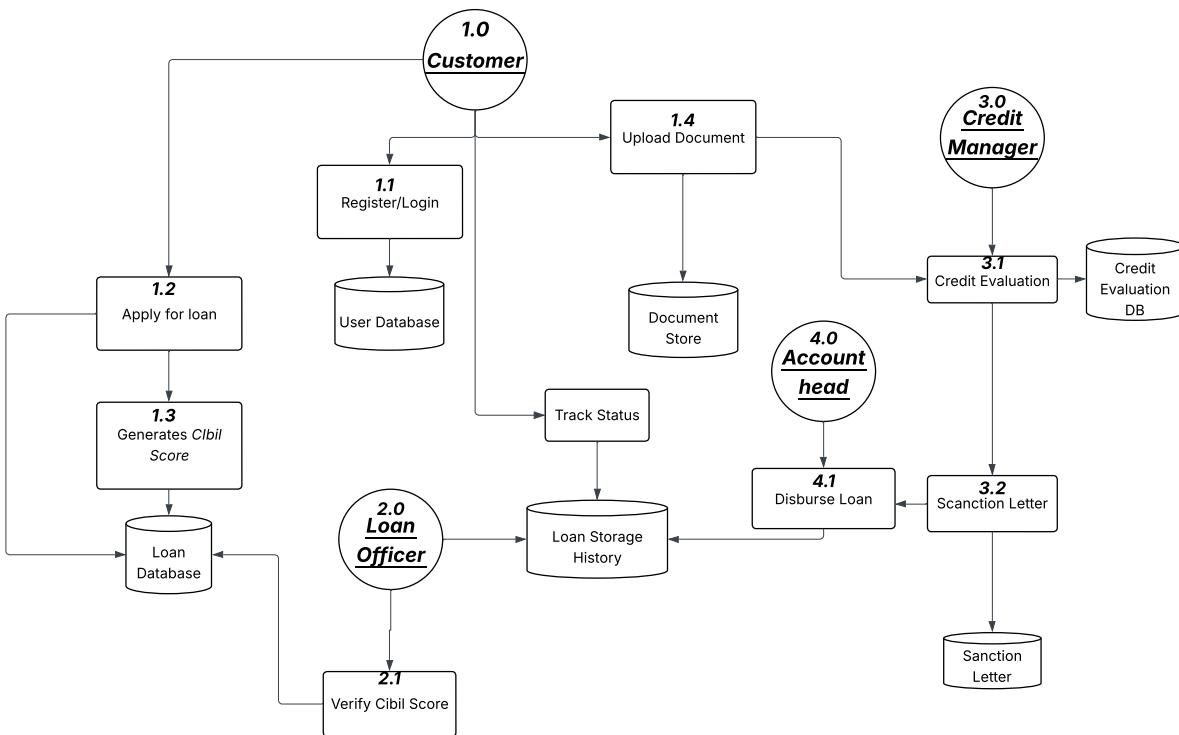 1.0
Customer
1.4
Upload Document
3.0
Credit
Manager
1.1
Register/Login
3.1
Credit Evaluation
Credit
Evaluation
DB
1.2
Apply for loan
User Database
Document
Store
4.0
Account
head
1.3
Generates CIbil
Score
Track Status
4.1
Disburse Loan
3.2
Scanction Letter
2.0
Loan
Officer
Loan Storage
History
Loan
Database
Sanction
Letter
2.1
Verify Cibil Score